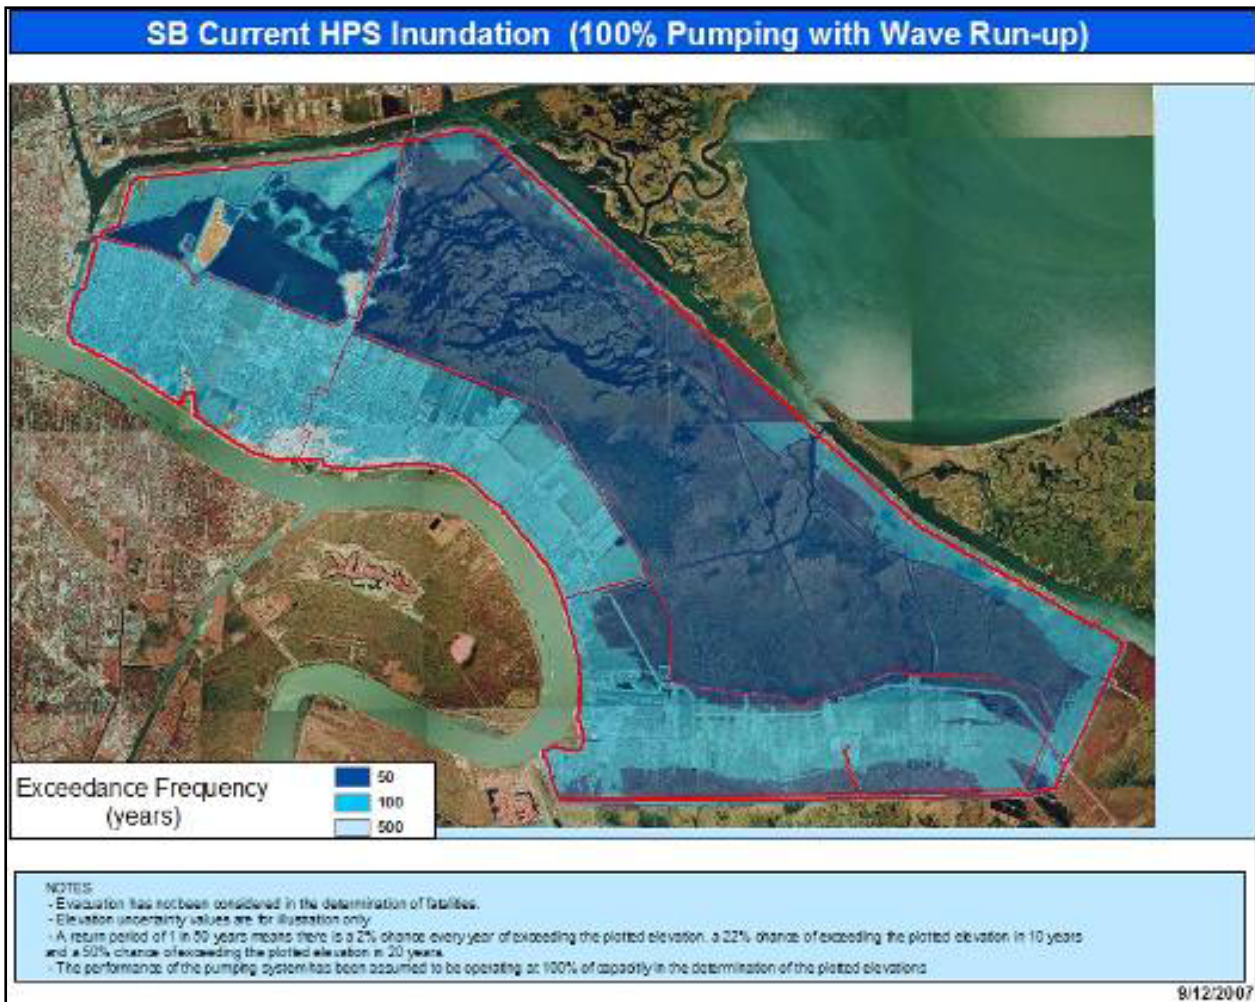 SB Current HPS Inundation (100% Pumping with Wave Run-up)
Exceedance Frequency
(years)
50
100
500
NOTES
- Evacuation has not been considered in the determination of fatalities.
- Elevation uncertainty values are for illustration only
- A return period of 1 in 50 years means there is a 2% chance every year of exceeding the plotted elevation, a 22% chance of exceeding the plotted elevation in 10 years
and a 50% chance of exceeding the plotted elevation in 20 years.
- The performance of the pumping system has been assumed to be operating at 100% of capacity in the determination of the plotted elevations
9/12/2007